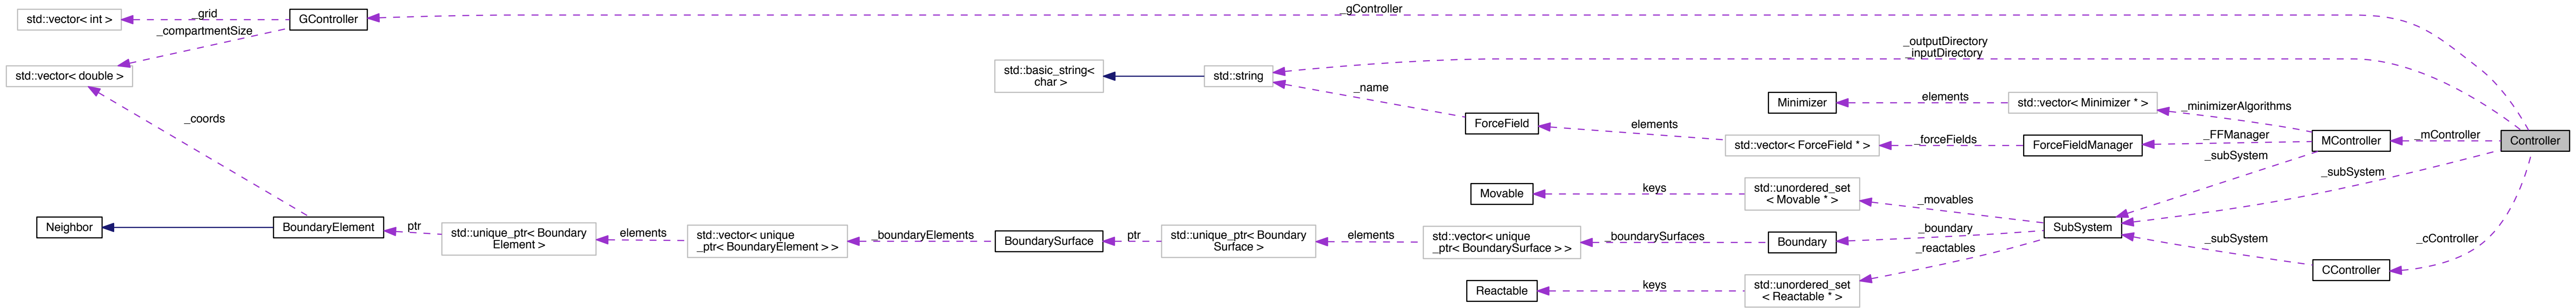 std::vector< int >
_grid
GController
_gController
_compartmentSize
std::vector< double >
_coords
std::basic_string<
char >
std::string
_outputDirectory
_inputDirectory
_name
ForceField
elements
Minimizer
elements
std::vector< Minimizer * >
_minimizerAlgorithms
std::vector< ForceField * >
_forceFields
ForceFieldManager
_FFManager
MController
_mController
Controller
_subSystem
_subSystem
Movable
keys
std::unordered_set
< Movable * >
_movables
Neighbor
BoundaryElement
ptr
std::unique_ptr< Boundary
Element >
elements
std::vector< unique
_ptr< BoundaryElement > >
_boundaryElements
BoundarySurface
ptr
std::unique_ptr< Boundary
Surface >
elements
std::vector< unique
_ptr< BoundarySurface > >
_boundarySurfaces
Boundary
_boundary
SubSystem
_reactables
_subSystem
_cController
CController
Reactable
keys
std::unordered_set
< Reactable * >